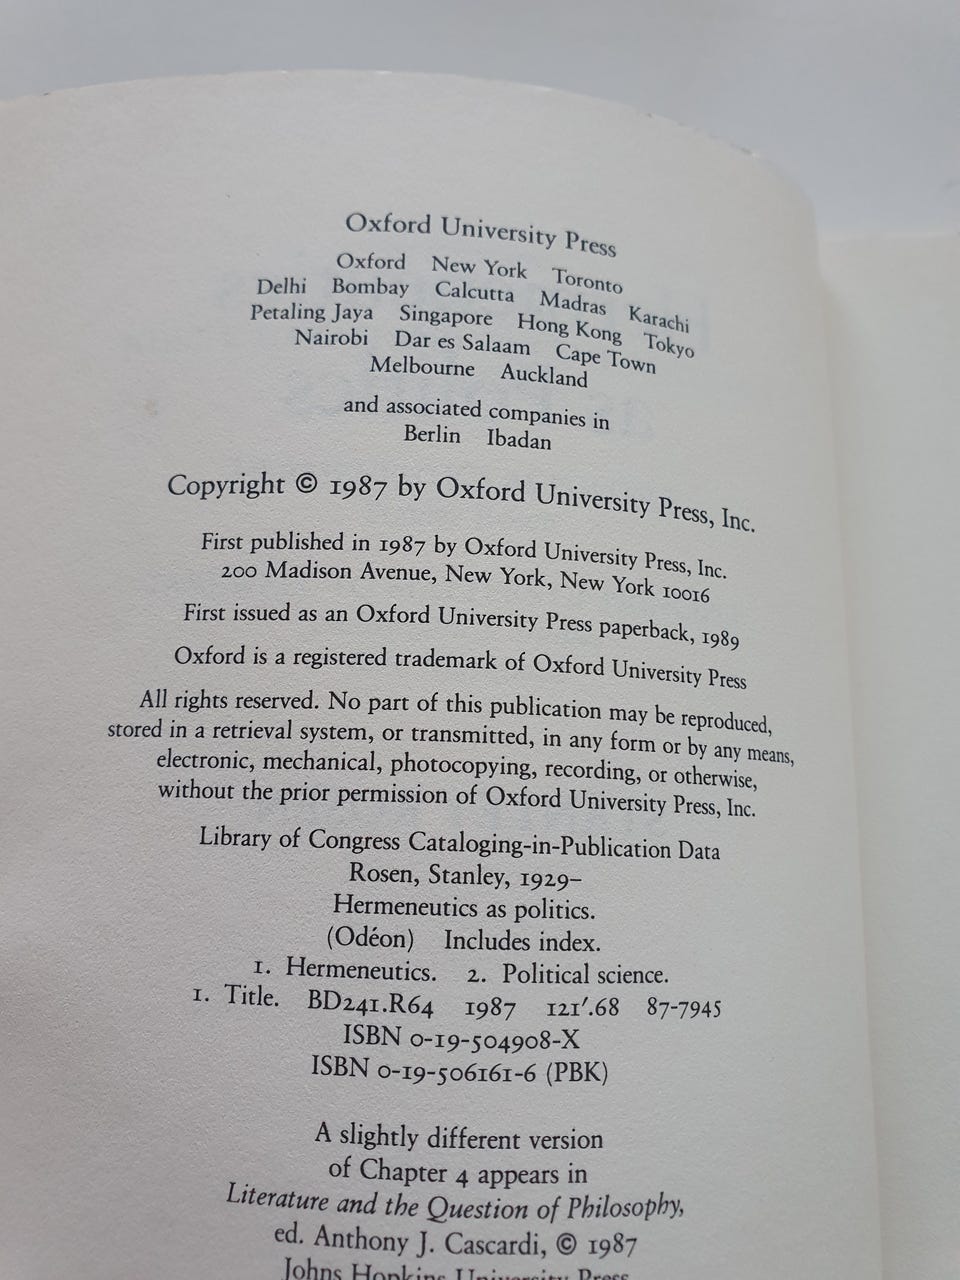 Oxford University Press
Oxford New York Toronto
Delhi Bombay Calcutta Madras Karachi
Petaling Jaya Singapore Hong Kong Tokyo
Nairobi Dar es Salaam Cape Town
Melbourne Auckland
and associated companies in
Berlin Ibadan
Copyright © 1987 by Oxford University Press, Inc.
First published in 1987 by Oxford University Press, Inc.
200 Madison Avenue, New York, New York 10016
First issued as an Oxford University Press paperback, 1989
Oxford is a registered trademark of Oxford University Press
All rights reserved. No part of this publication may be reproduced,
stored in a retrieval system, or transmitted, in any form or by any means,
electronic, mechanical, photocopying, recording, or otherwise,
without the prior permission of Oxford University Press, Inc.
Library of Congress Cataloging-in-Publication Data
Rosen, Stanley, 1929–
Hermeneutics as politics.
(Odéon) Includes index.
1. Hermeneutics. 2. Political science.
1. Title. BD241.R64 1987 121'.68 87-7945
ISBN 0-19-504908-X
ISBN 0-19-506161-6 (PBK)
A slightly different version
of Chapter 4 appears in
Literature and the Question of Philosophy,
ed. Anthony J. Cascardi, © 1987
Johns Hopkins University Press